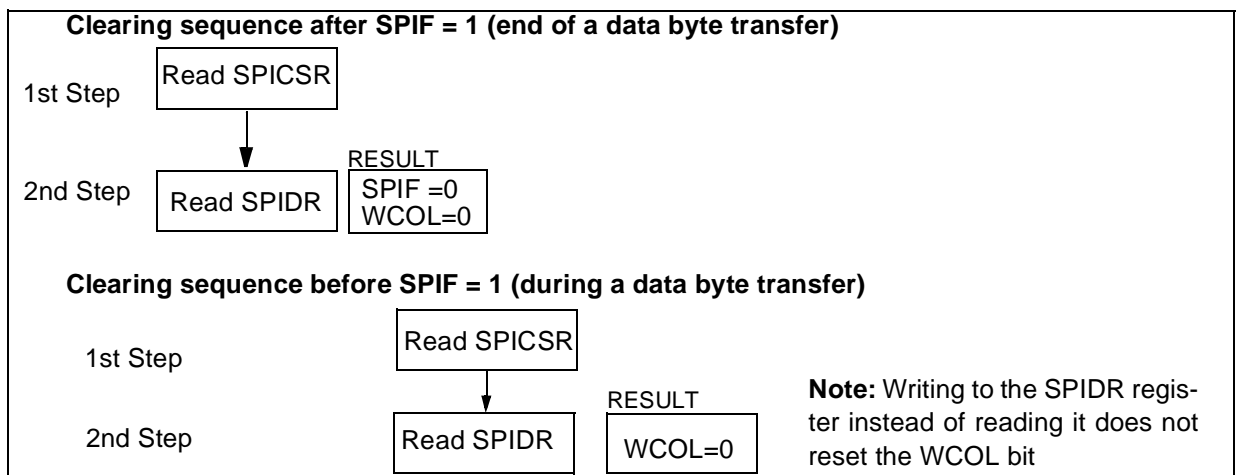 Clearing sequence after SPIF = 1 (end of a data byte transfer)
1st Step
Read SPICSR
2nd Step
Read SPIDR
RESULT
SPIF =0
WCOL=0
Clearing sequence before SPIF = 1 (during a data byte transfer)
1st Step
Read SPICSR
2nd Step
Read SPIDR
RESULT
WCOL=0
Note: Writing to the SPIDR regis-
ter instead of reading it does not
reset the WCOL bit